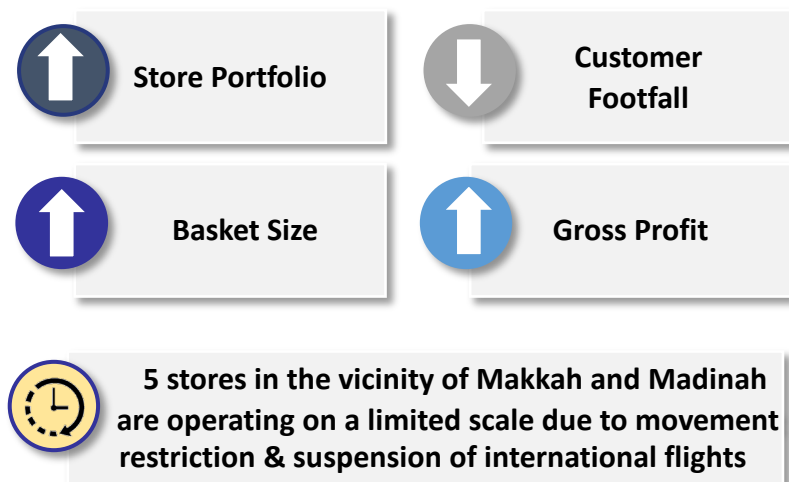 Store Portfolio
Customer
Footfall
Basket Size
Gross Profit
5 stores in the vicinity of Makkah and Madinah
are operating on a limited scale due to movement
restriction & suspension of international flights